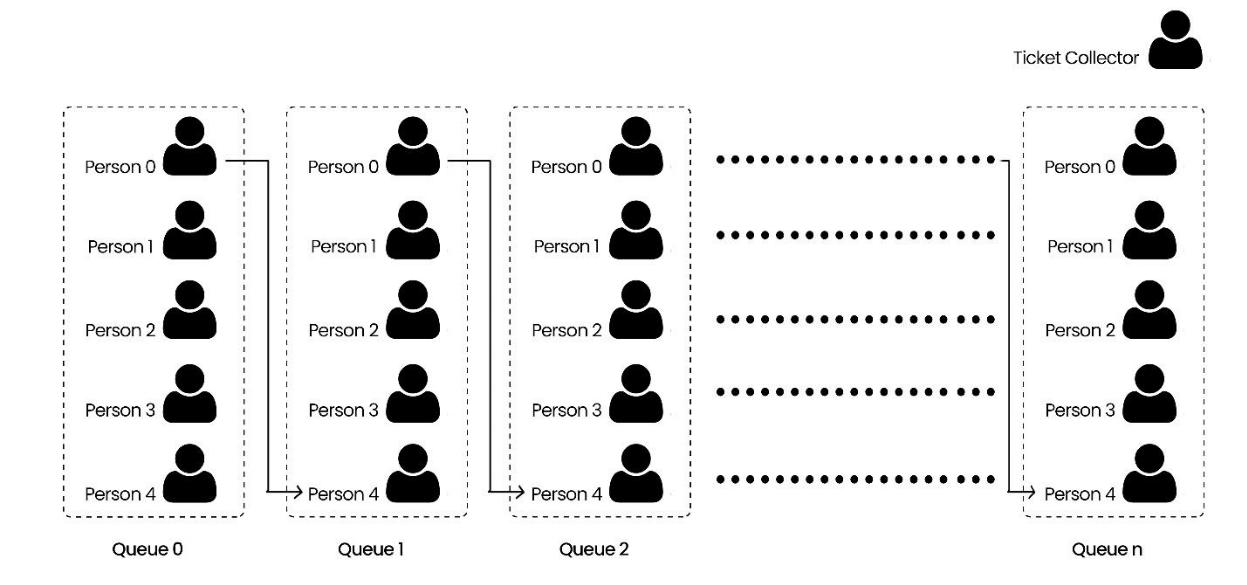 Ticket Collector
Person 0 Person 0 Person 0 Person 0
Person 1 Person 1 Person 1 Person 1
Person 2 Person 2 Person 2 Person 2
Person 3 Person 3 Person 3 Person 3
Person 4 Person 4 Person 4 Person 4
Queue 0 Queue 1 Queue 2 Queue n